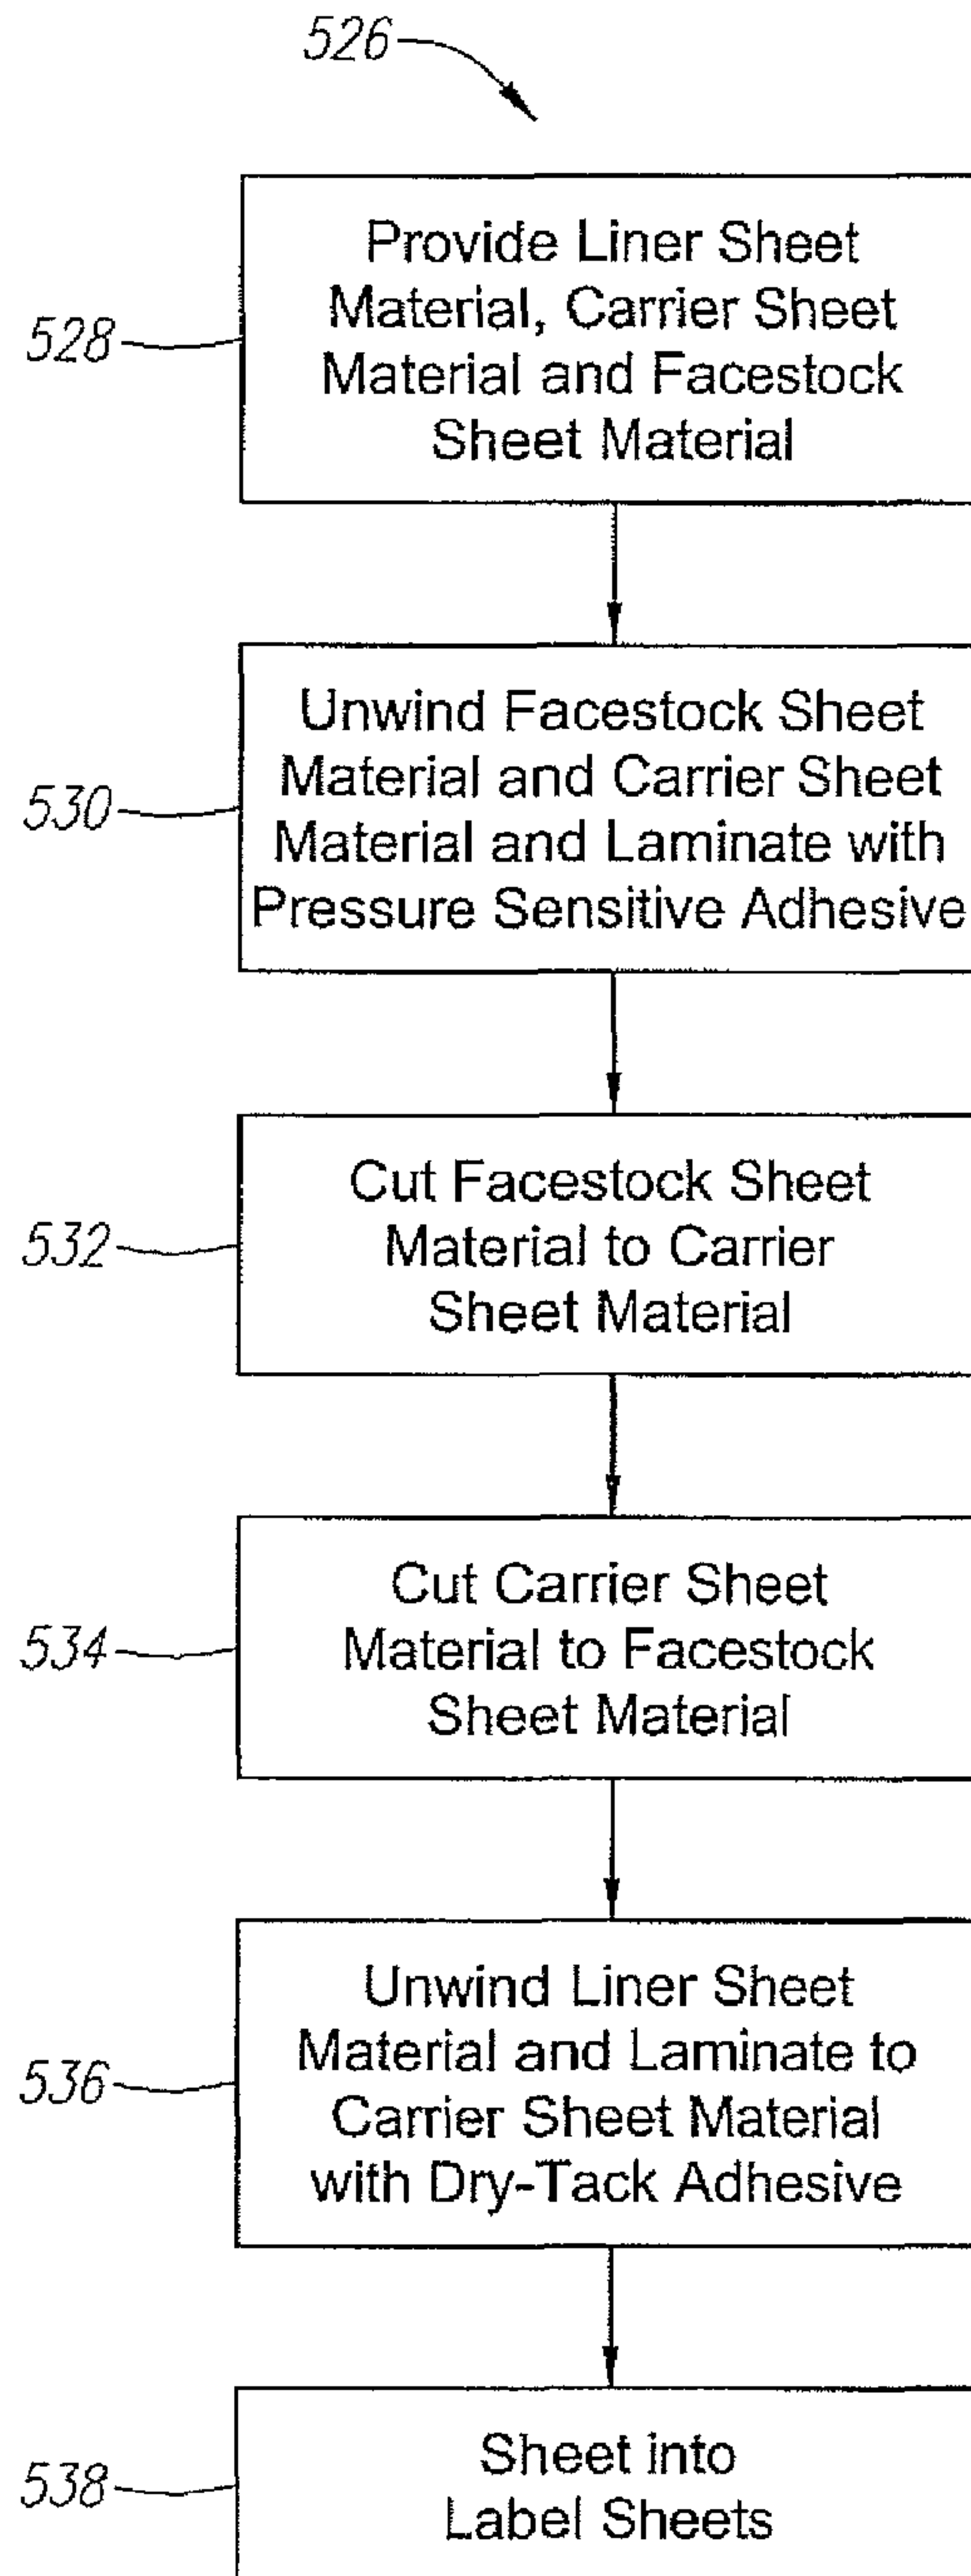 526
528
Provide Liner Sheet
Material, Carrier Sheet
Material and Facestock
Sheet Material
530
Unwind Facestock Sheet
Material and Carrier Sheet
Material and Laminate with
Pressure Sensitive Adhesive
532
Cut Facestock Sheet
Material to Carrier
Sheet Material
534
Cut Carrier Sheet
Material to Facestock
Sheet Material
536
Unwind Liner Sheet
Material and Laminate to
Carrier Sheet Material
with Dry-Tack Adhesive
538
Sheet into
Label Sheets